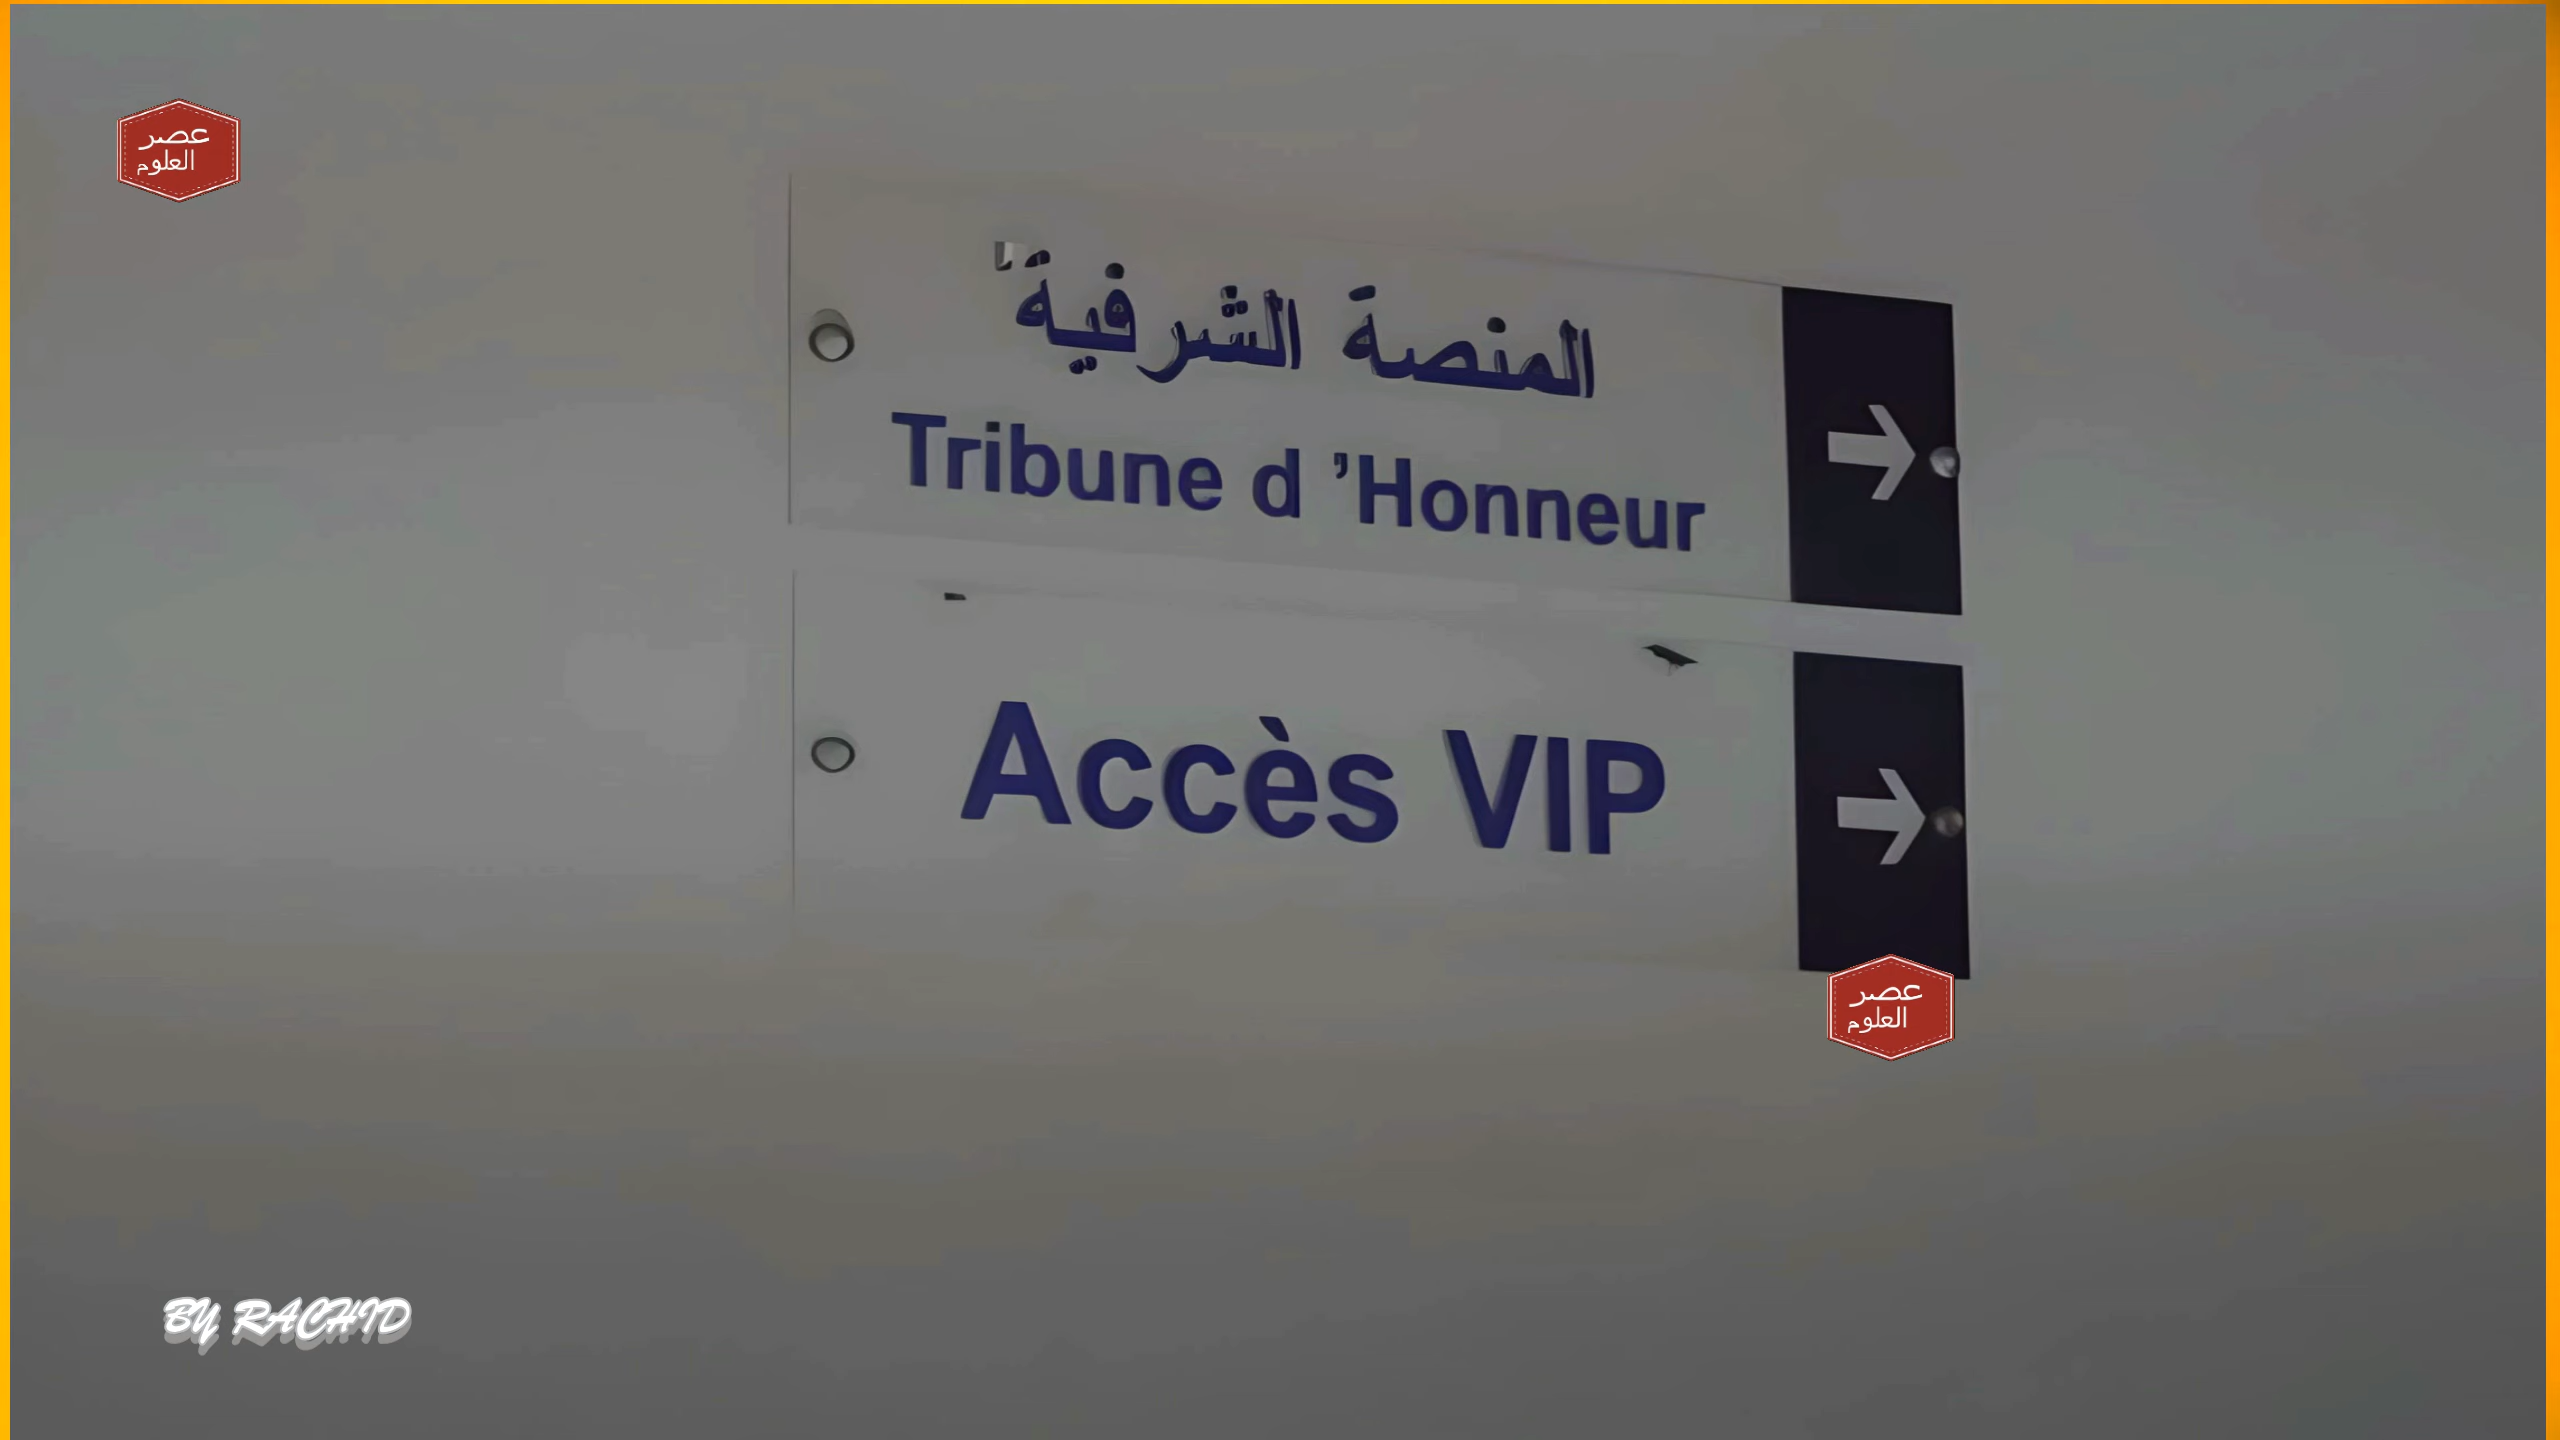 عصر
العلوم
المنصة الشرفية
Tribune d 'Honneur
Accès VIP
عصر
العلوم
BY RACHID